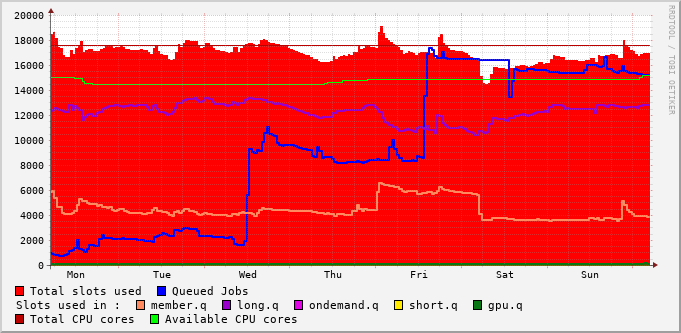 20000
18000
16000
14000
12000
10000
8000
6000
4000
2000
0
Mon Tue Wed Thu Fri Sat Sun
RRDTOOL / TOBI OETIKER
Total slots used Queued Jobs
Slots used in : member.q long.q ondemand.q short.q gpu.q
Total CPU cores Available CPU cores